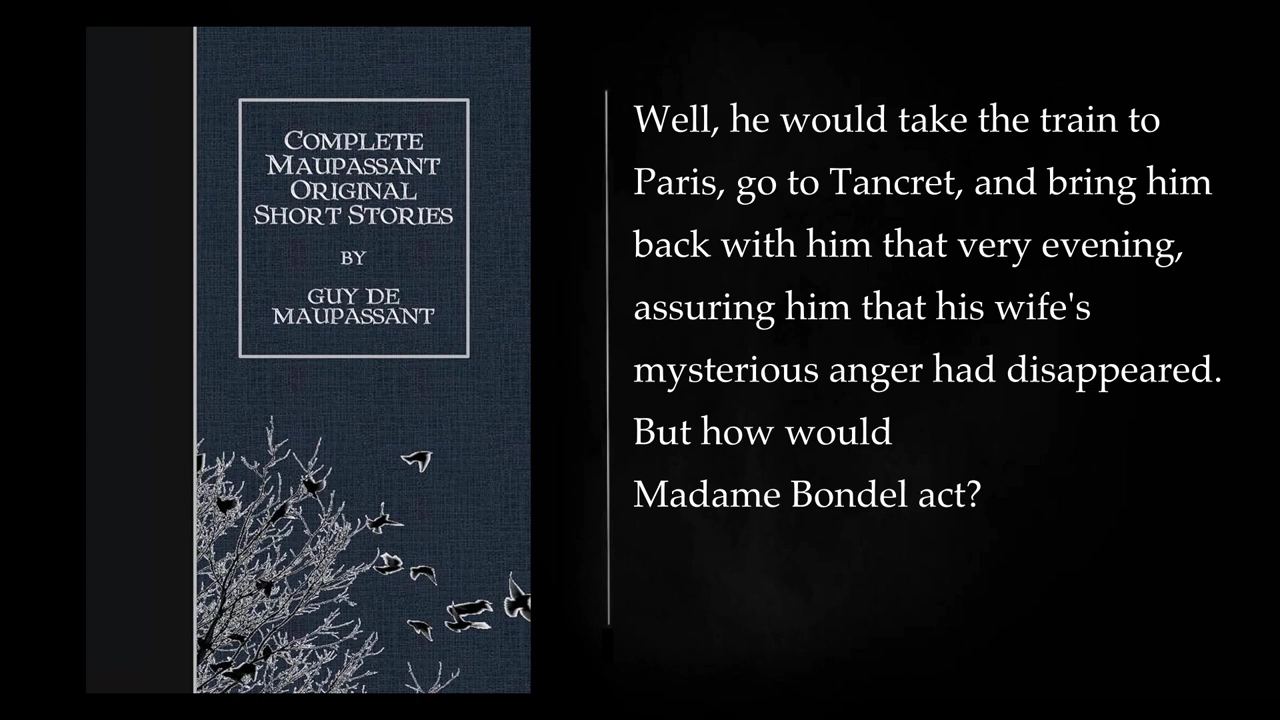 COMPLETE
MAUPASSANT
ORIGINAL
SHORT STORIES
BY
GUY DE
MAUPASSANT
Well, he would take the train to
Paris, go to Tancret, and bring him
back with him that very evening,
assuring him that his wife's
mysterious anger had disappeared.
But how would
Madame Bondel act?